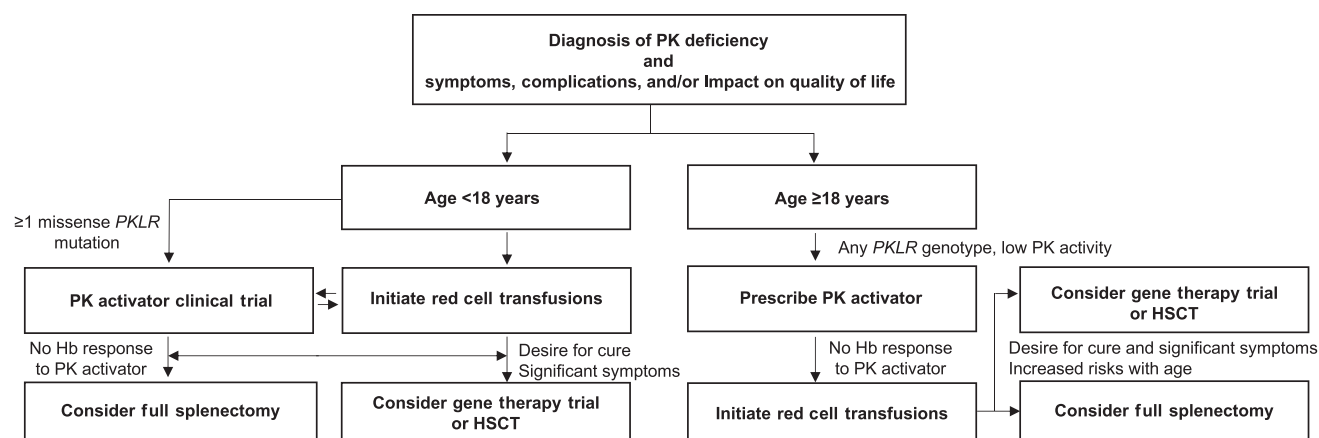 Diagnosis of PK deficiency
and
symptoms, complications, and/or Impact on quality of life
Age <18 years
Age ≥18 years
≥1 missense PKLR
mutation
Any PKLR genotype, low PK activity
PK activator clinical trial
Initiate red cell transfusions
Prescribe PK activator
Consider gene therapy trial
or HSCT
No Hb response
to PK activator
Desire for cure
Significant symptoms
No Hb response
to PK activator
Desire for cure and significant symptoms
Increased risks with age
Consider full splenectomy
Consider gene therapy trial
or HSCT
Initiate red cell transfusions
Consider full splenectomy